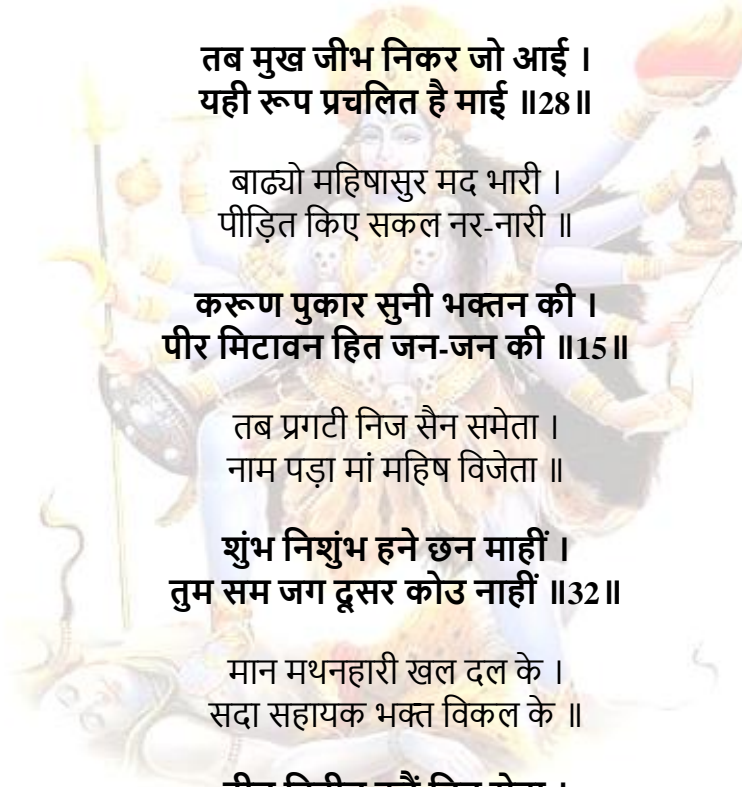 तब मुख जीभ निकर जो आई ।
यही रूप प्रचलित है माई ॥28॥
बाढ्यो महिषासुर मद भारी ।
पीड़ित किए सकल नर-नारी ॥
करूण पुकार सुनी भक्तन की ।
पीर मिटावन हित जन-जन की ॥15॥
तब प्रगटी निज सैन समेता ।
नाम पड़ा मां महिष विजेता ॥
शुंभ निशुंभ हने छन माहीं ।
तुम सम जग दूसर कोउ नाहीं ॥32॥
मान मथनहारी खल दल के ।
सदा सहायक भक्त विकल के ॥